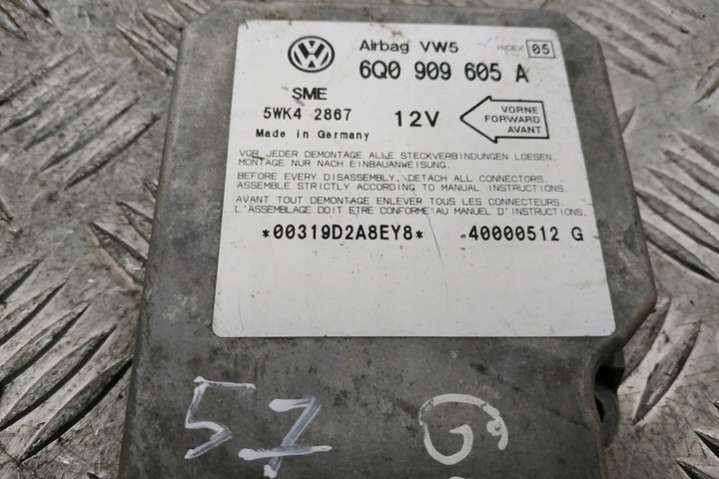 VW
Airbag VW5
INDEX 05
6Q0 909 605 A
SME
5WK4 2867
12V
VORNE
FORWARD
AVANT
Made in Germany
VOR JEDER DEMONTAGE ALLE STECKVERBINDUNGEN LOESEN.
MONTAGE NUR NACH EINBAUANWEISUNG.
BEFORE EVERY DISASSEMBLY, DETACH ALL CONNECTORS.
ASSEMBLE STRICTLY ACCORDING TO MANUAL INSTRUCTIONS.
AVANT TOUT DEMONTAGE ENLEVER TOUS LES CONNECTEURS.
L'ASSEMBLAGE DOIT ETRE CONFORME AU MANUEL D'INSTRUCTIONS.
*00319D2A8EY8* 40000512 G
57